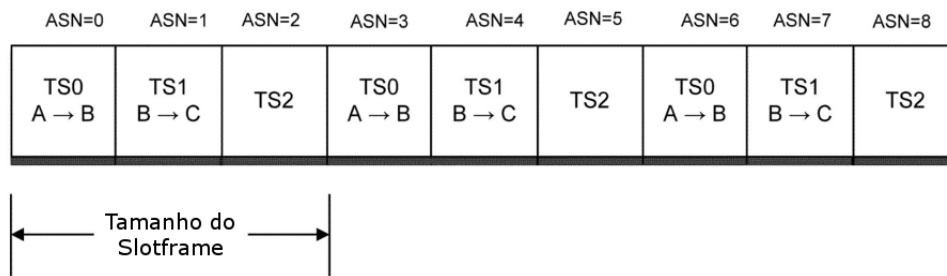 ASN=0 ASN=1 ASN=2 ASN=3 ASN=4 ASN=5 ASN=6 ASN=7 ASN=8
TS0 TS1 TS2 TS0 TS1 TS2 TS0 TS1 TS2
A → B B → C A → B B → C A → B B → C
Tamanho do
Slotframe